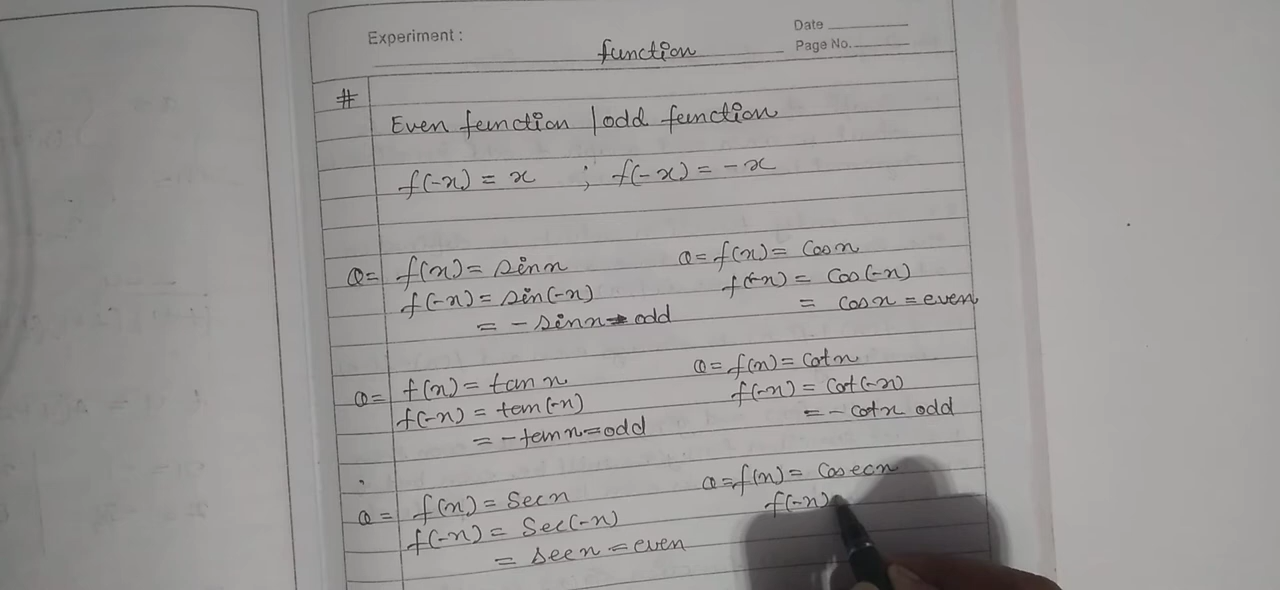 Experiment :
Date
function
Page No.
#
Even function / odd function
f(-x) = x ; f(-x) = -x
Q= f(x) = sinx
f(-x) = sin(-x)
= - sinx → odd
Q= f(x) = Cosx
f(-x) = Cos(-x)
= cosx = even
Q= f(x) = tan x
f(-x) = tan(-x)
= - tanx = odd
Q= f(x) = Cotx
f(-x) = Cot(-x)
= - cotx odd
Q= f(x) = Secx
f(-x) = Sec(-x)
= secx = even
Q= f(x) = Cosecx
f(-x)